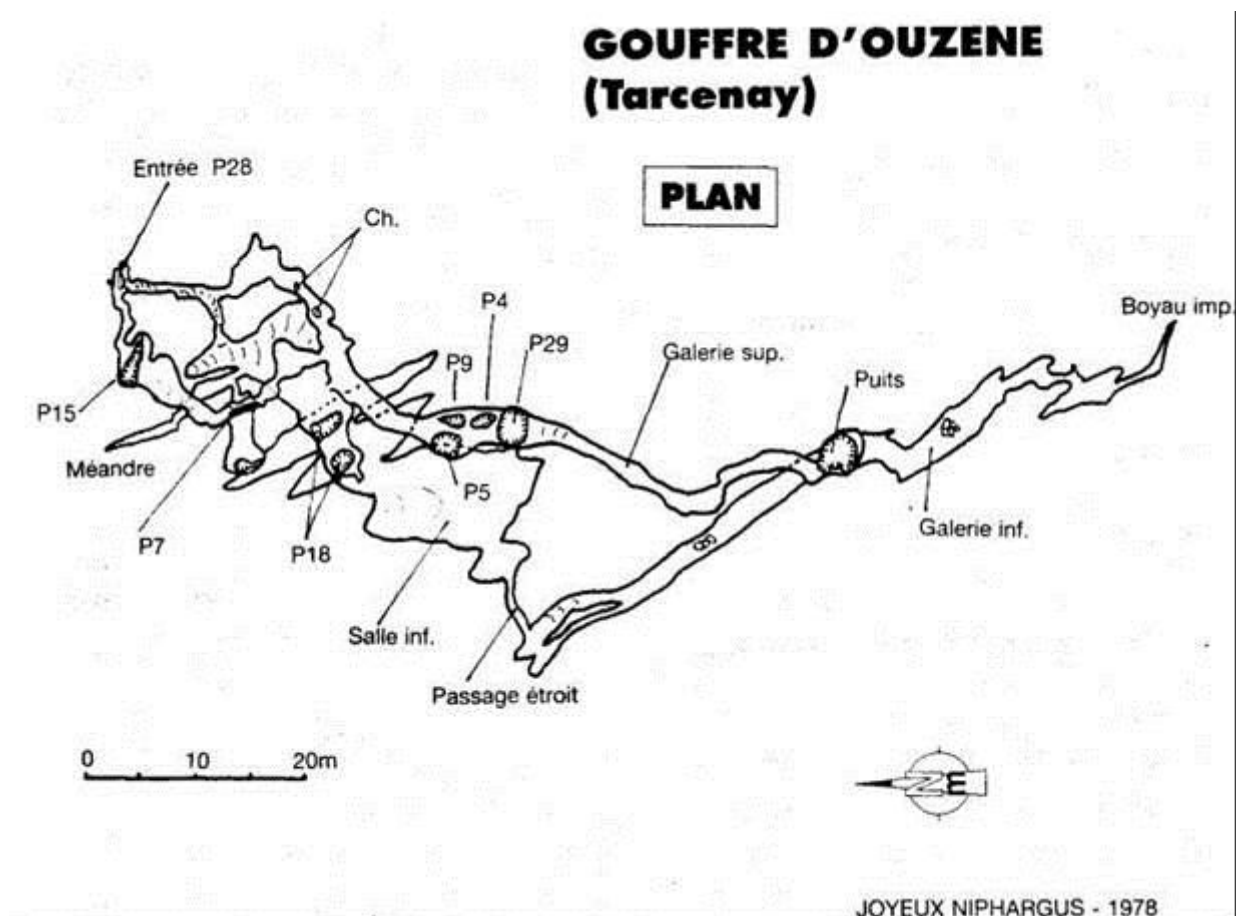 GOUFFRE D'OUZENE
(Tarcenay)
PLAN
Entrée P28
Ch.
P4
P9
P29
Galerie sup.
Boyau imp.
Puits
P15
Méandre
P5
P7
P18
Galerie inf.
Salle inf.
Passage étroit
0 10 20m
JOYEUX NIPHARGUS - 1978